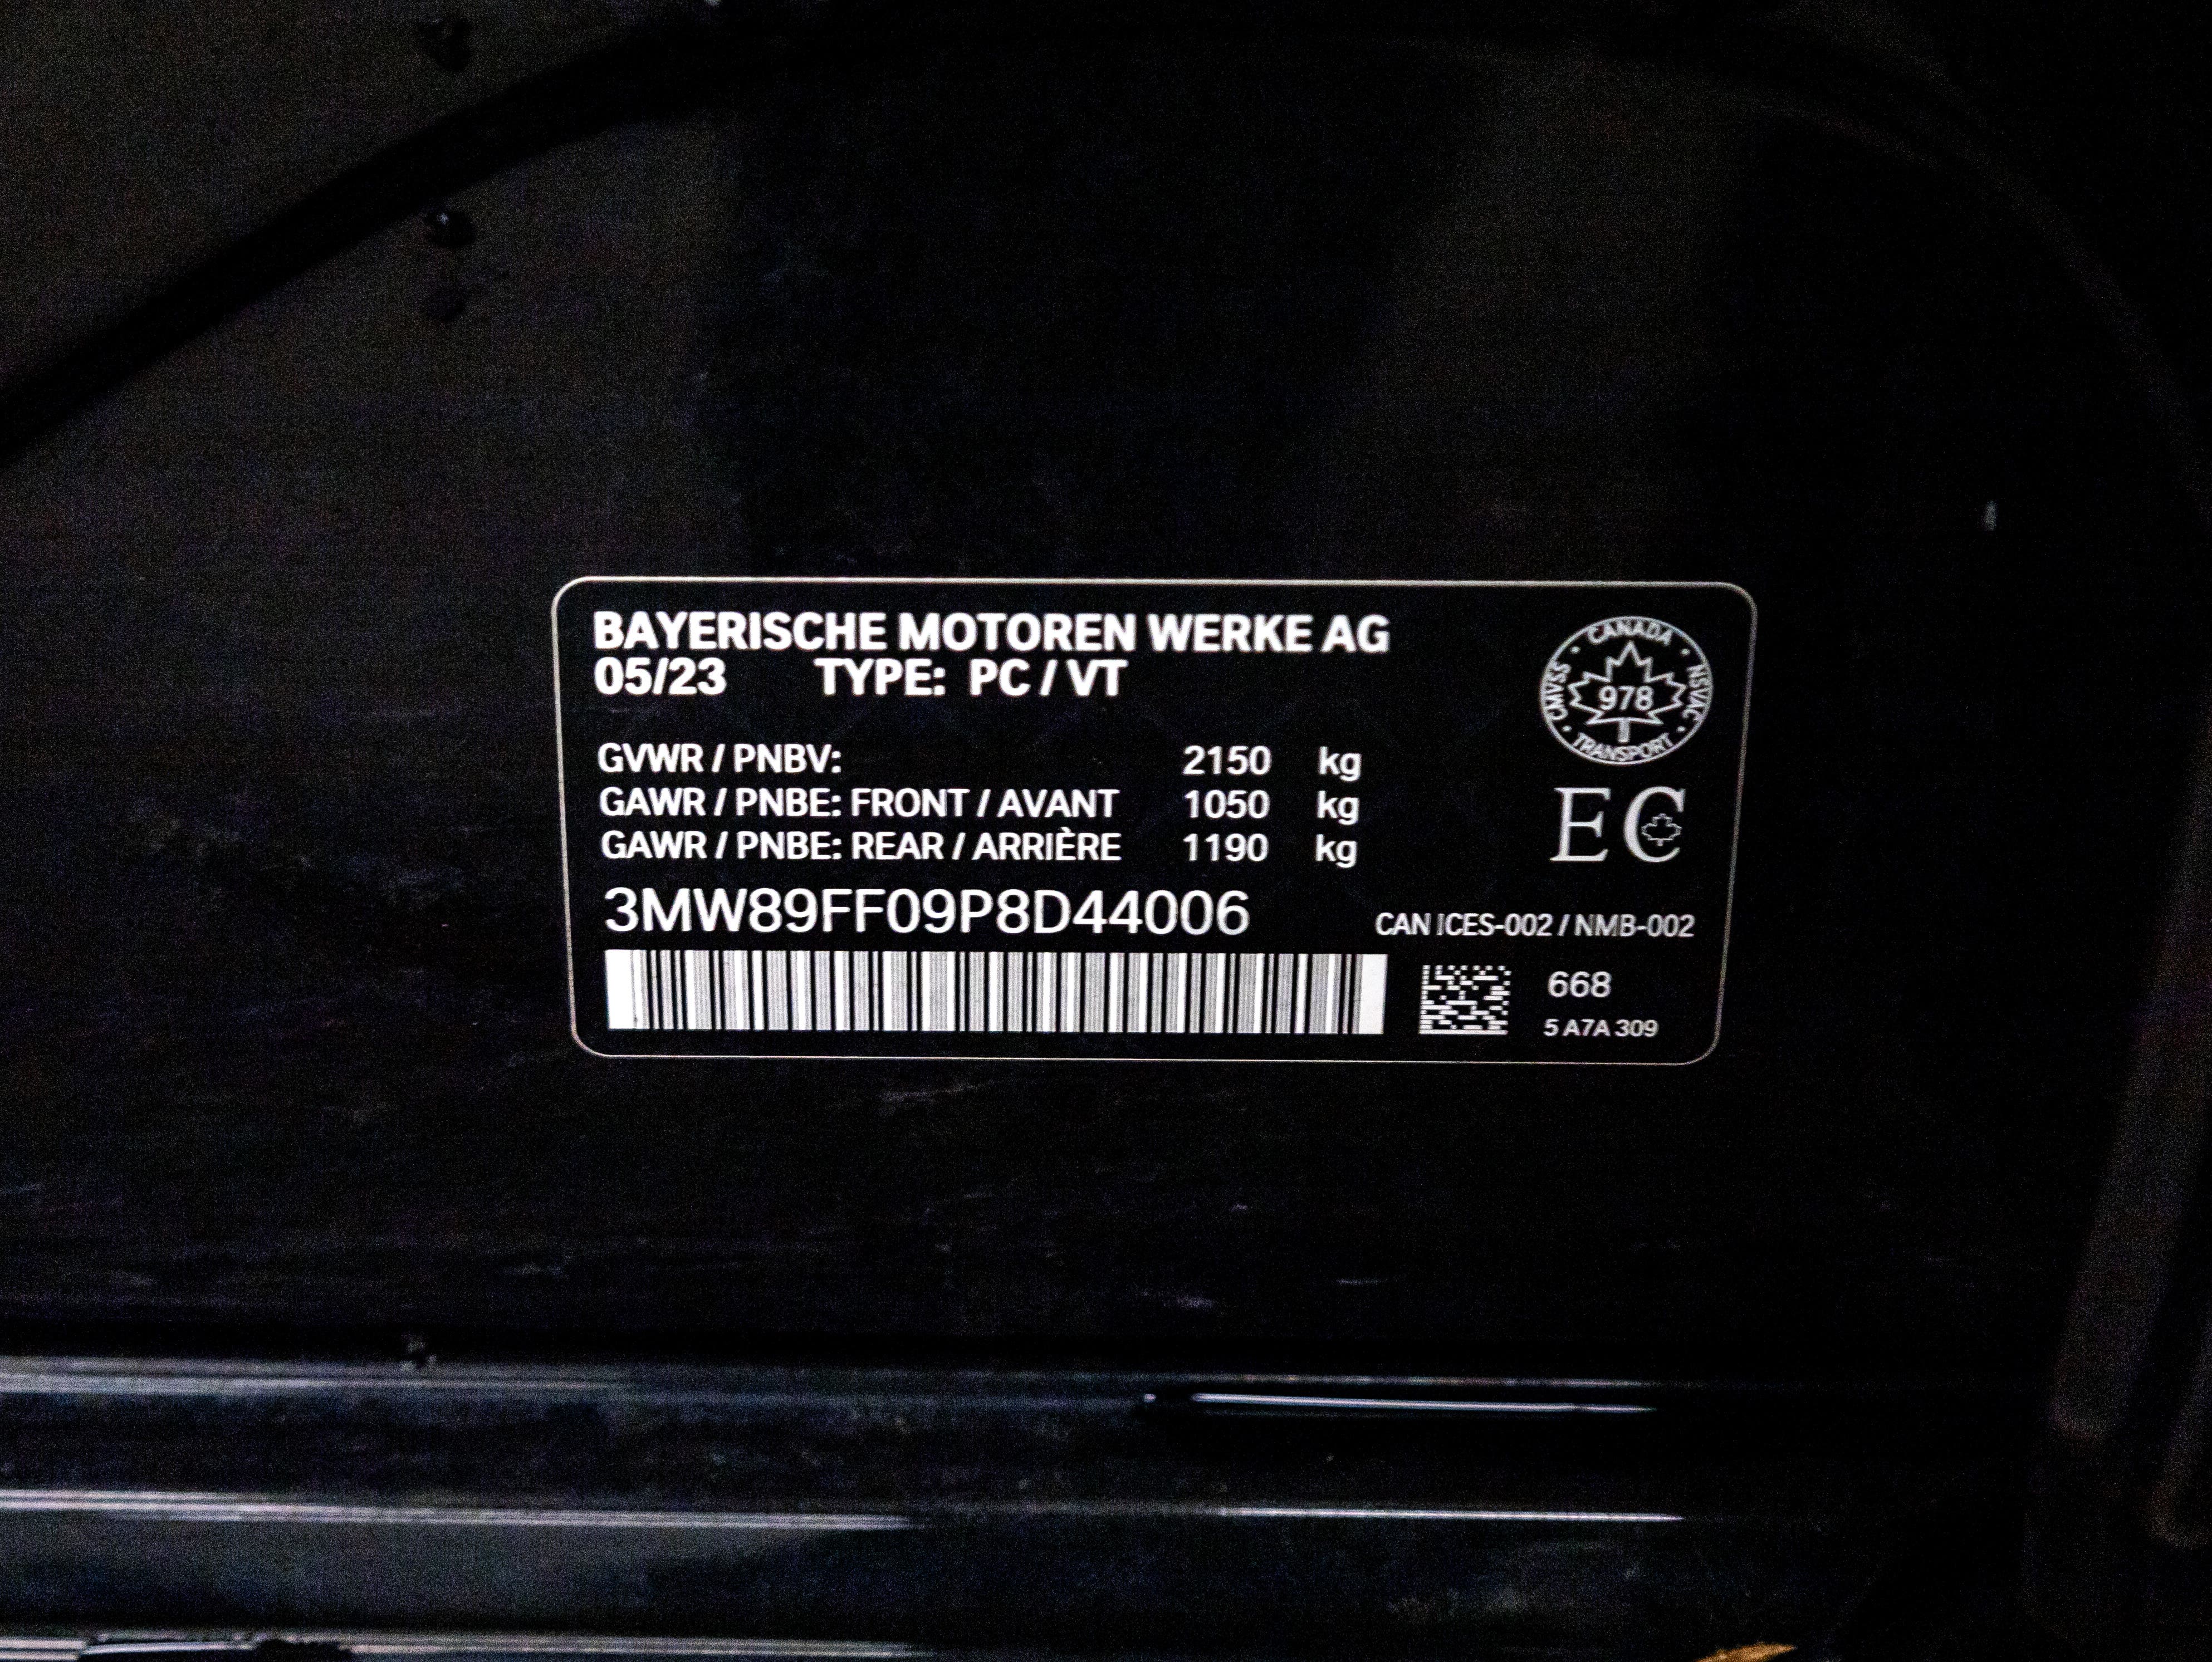 BAYERISCHE MOTOREN WERKE AG
05/23 TYPE: PC / VT
CANADA
CMVSS
978
NSVAC
TRANSPORT
GVWR / PNBV: 2150 kg
GAWR / PNBE: FRONT / AVANT 1050 kg
GAWR / PNBE: REAR / ARRIÈRE 1190 kg
EC
3MW89FF09P8D44006
CAN ICES-002 / NMB-002
668
5 A7A 309